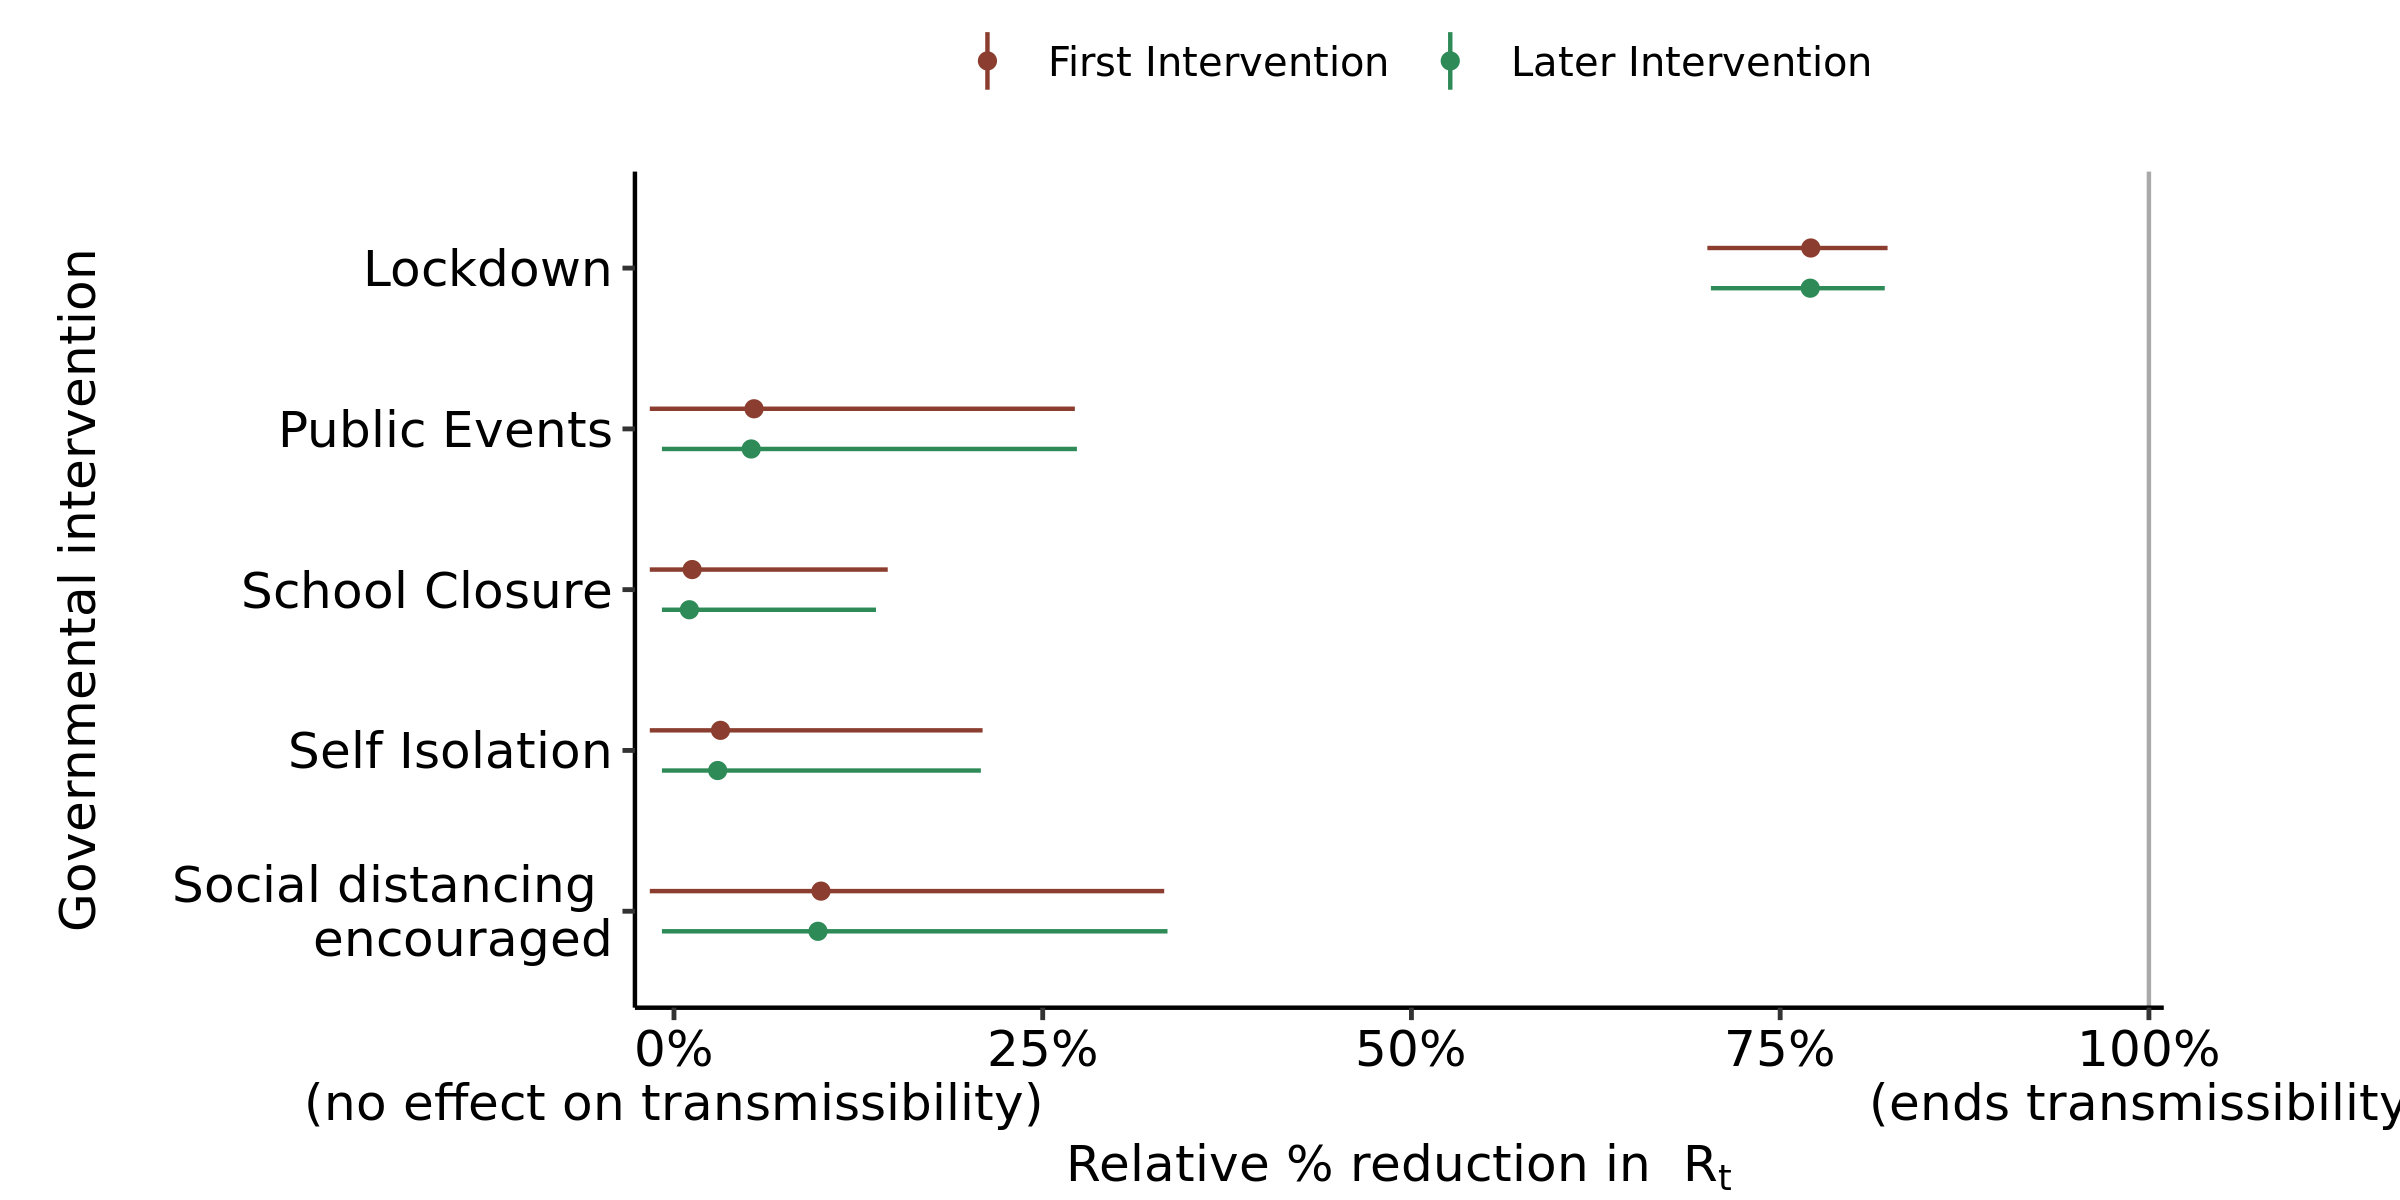 First Intervention Later Intervention
Governmental intervention
Lockdown
Public Events
School Closure
Self Isolation
Social distancing
encouraged
0% 25% 50% 75% 100%
(no effect on transmissibility) (ends transmissibility
Relative % reduction in Rt